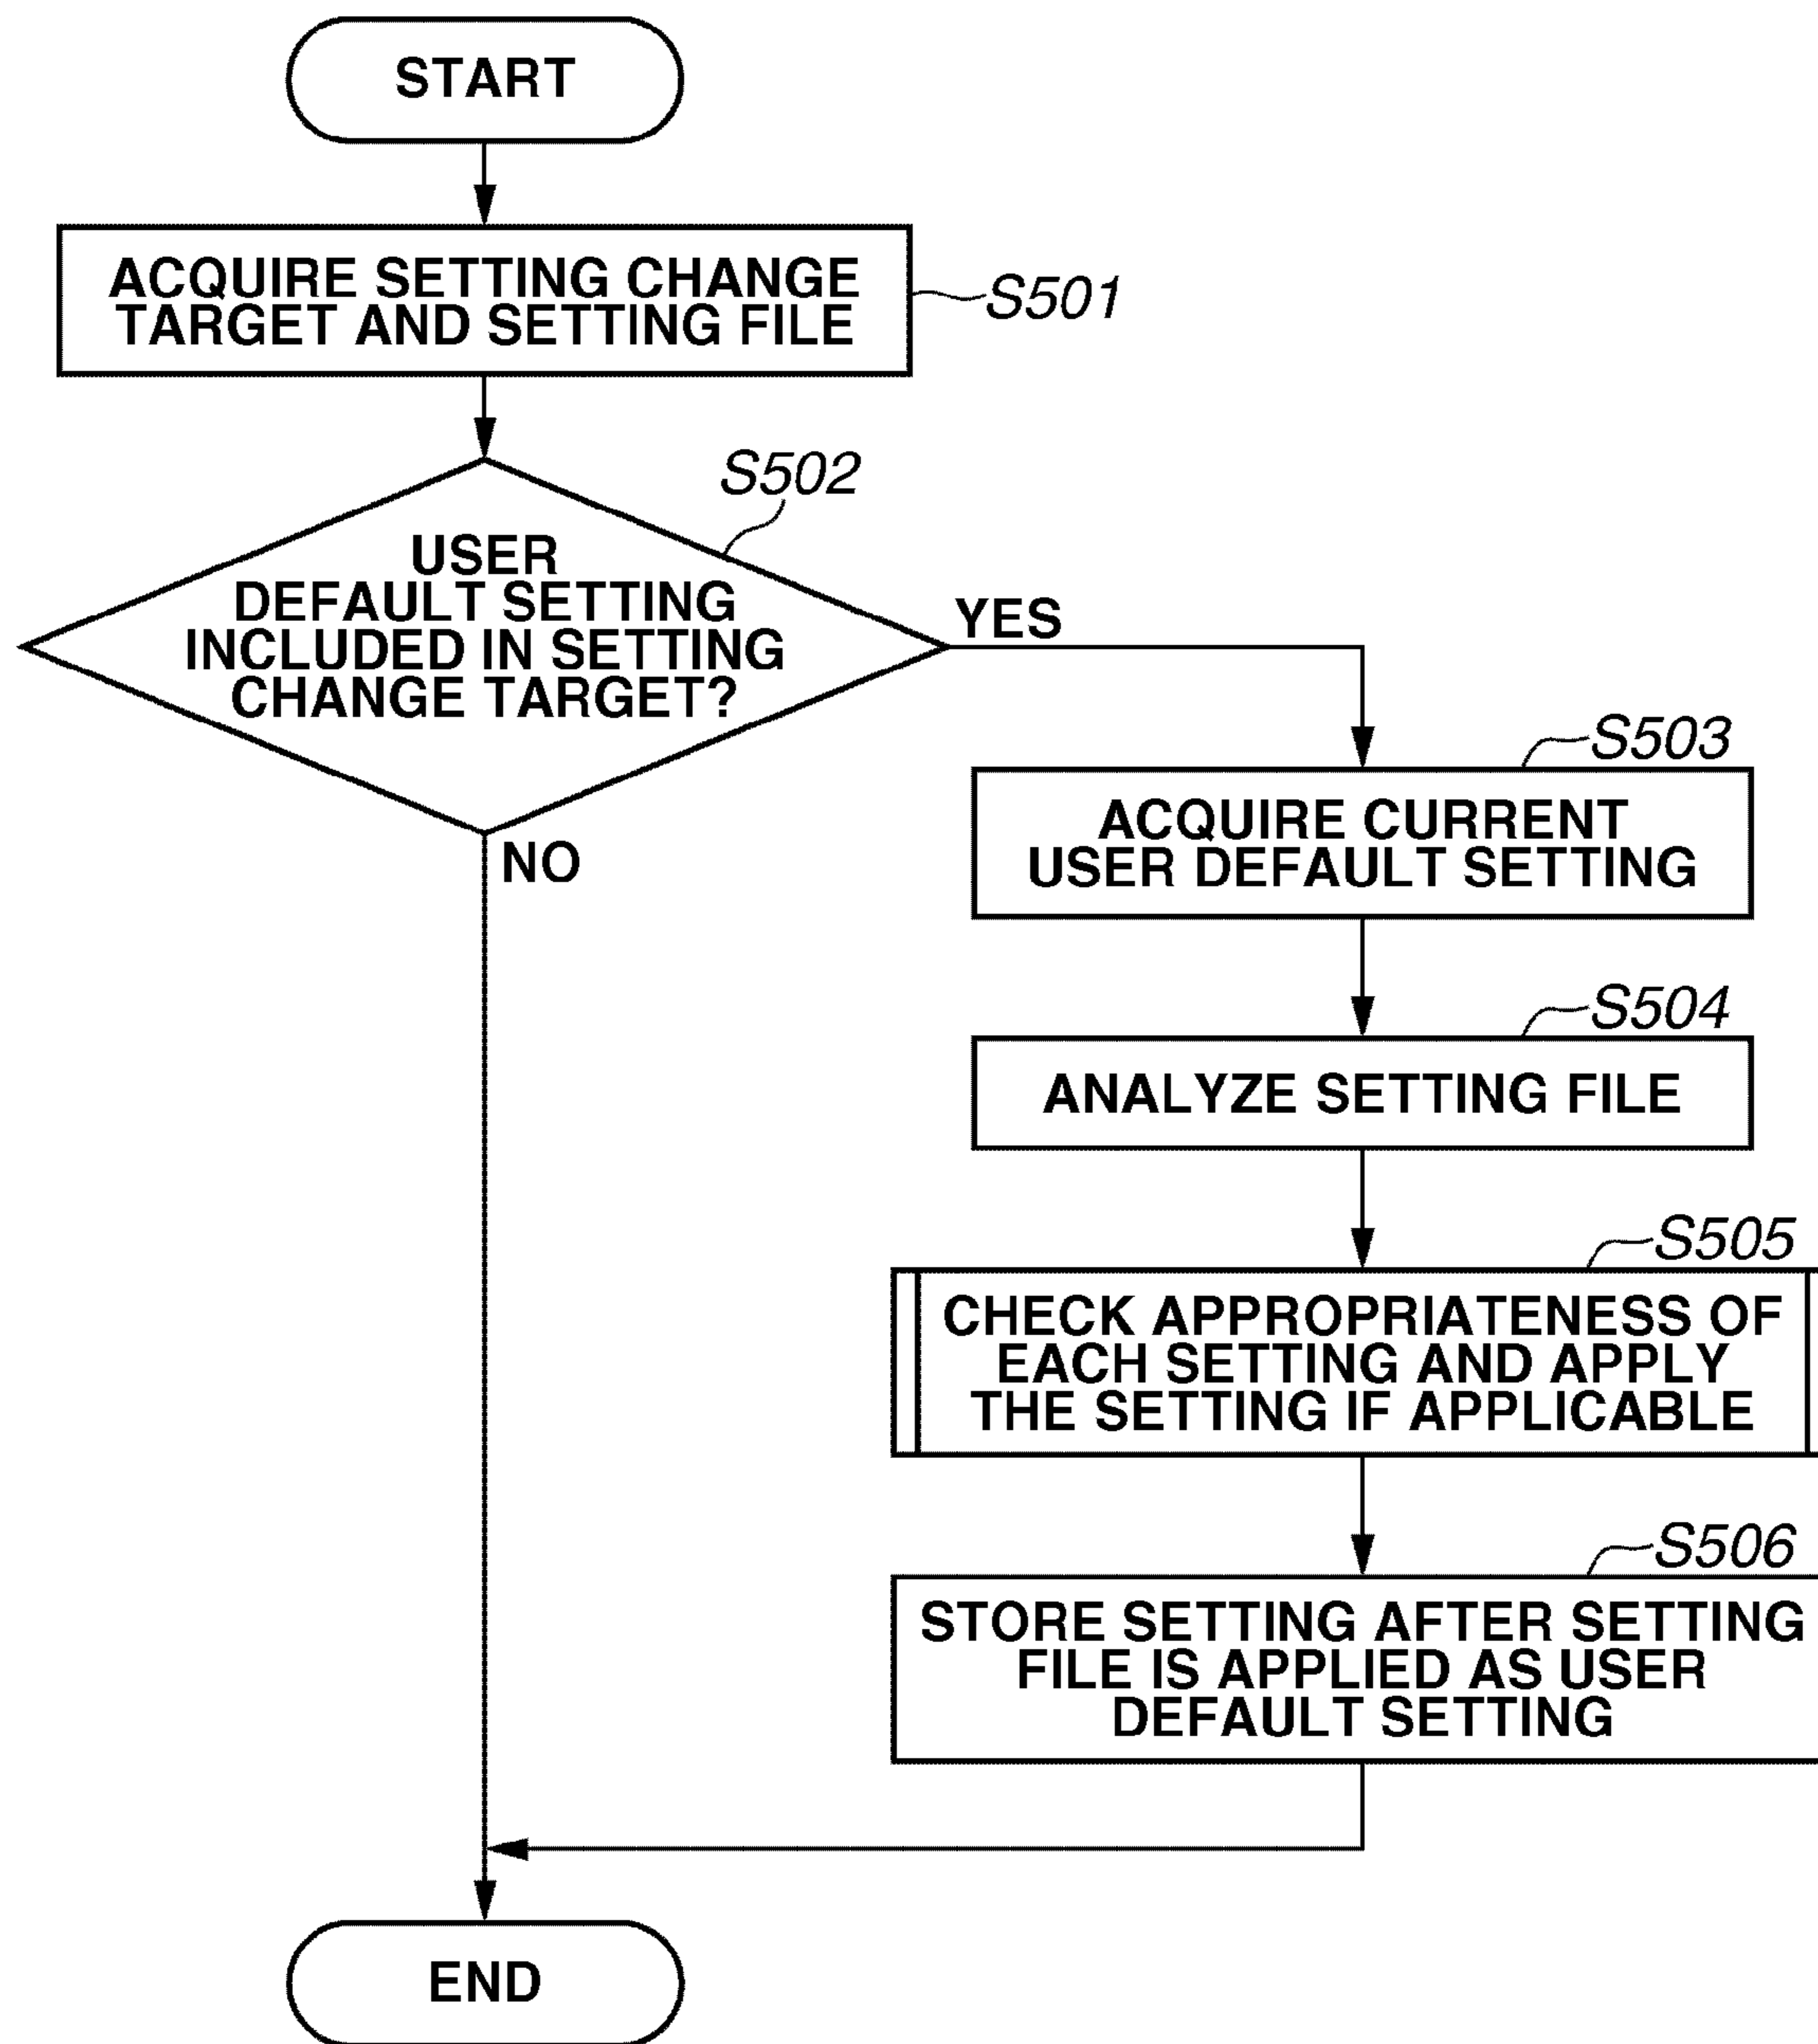 START
ACQUIRE SETTING CHANGE
TARGET AND SETTING FILE
S501
S502
USER
DEFAULT SETTING
INCLUDED IN SETTING
CHANGE TARGET?
YES
NO
S503
ACQUIRE CURRENT
USER DEFAULT SETTING
S504
ANALYZE SETTING FILE
S505
CHECK APPROPRIATENESS OF
EACH SETTING AND APPLY
THE SETTING IF APPLICABLE
S506
STORE SETTING AFTER SETTING
FILE IS APPLIED AS USER
DEFAULT SETTING
END